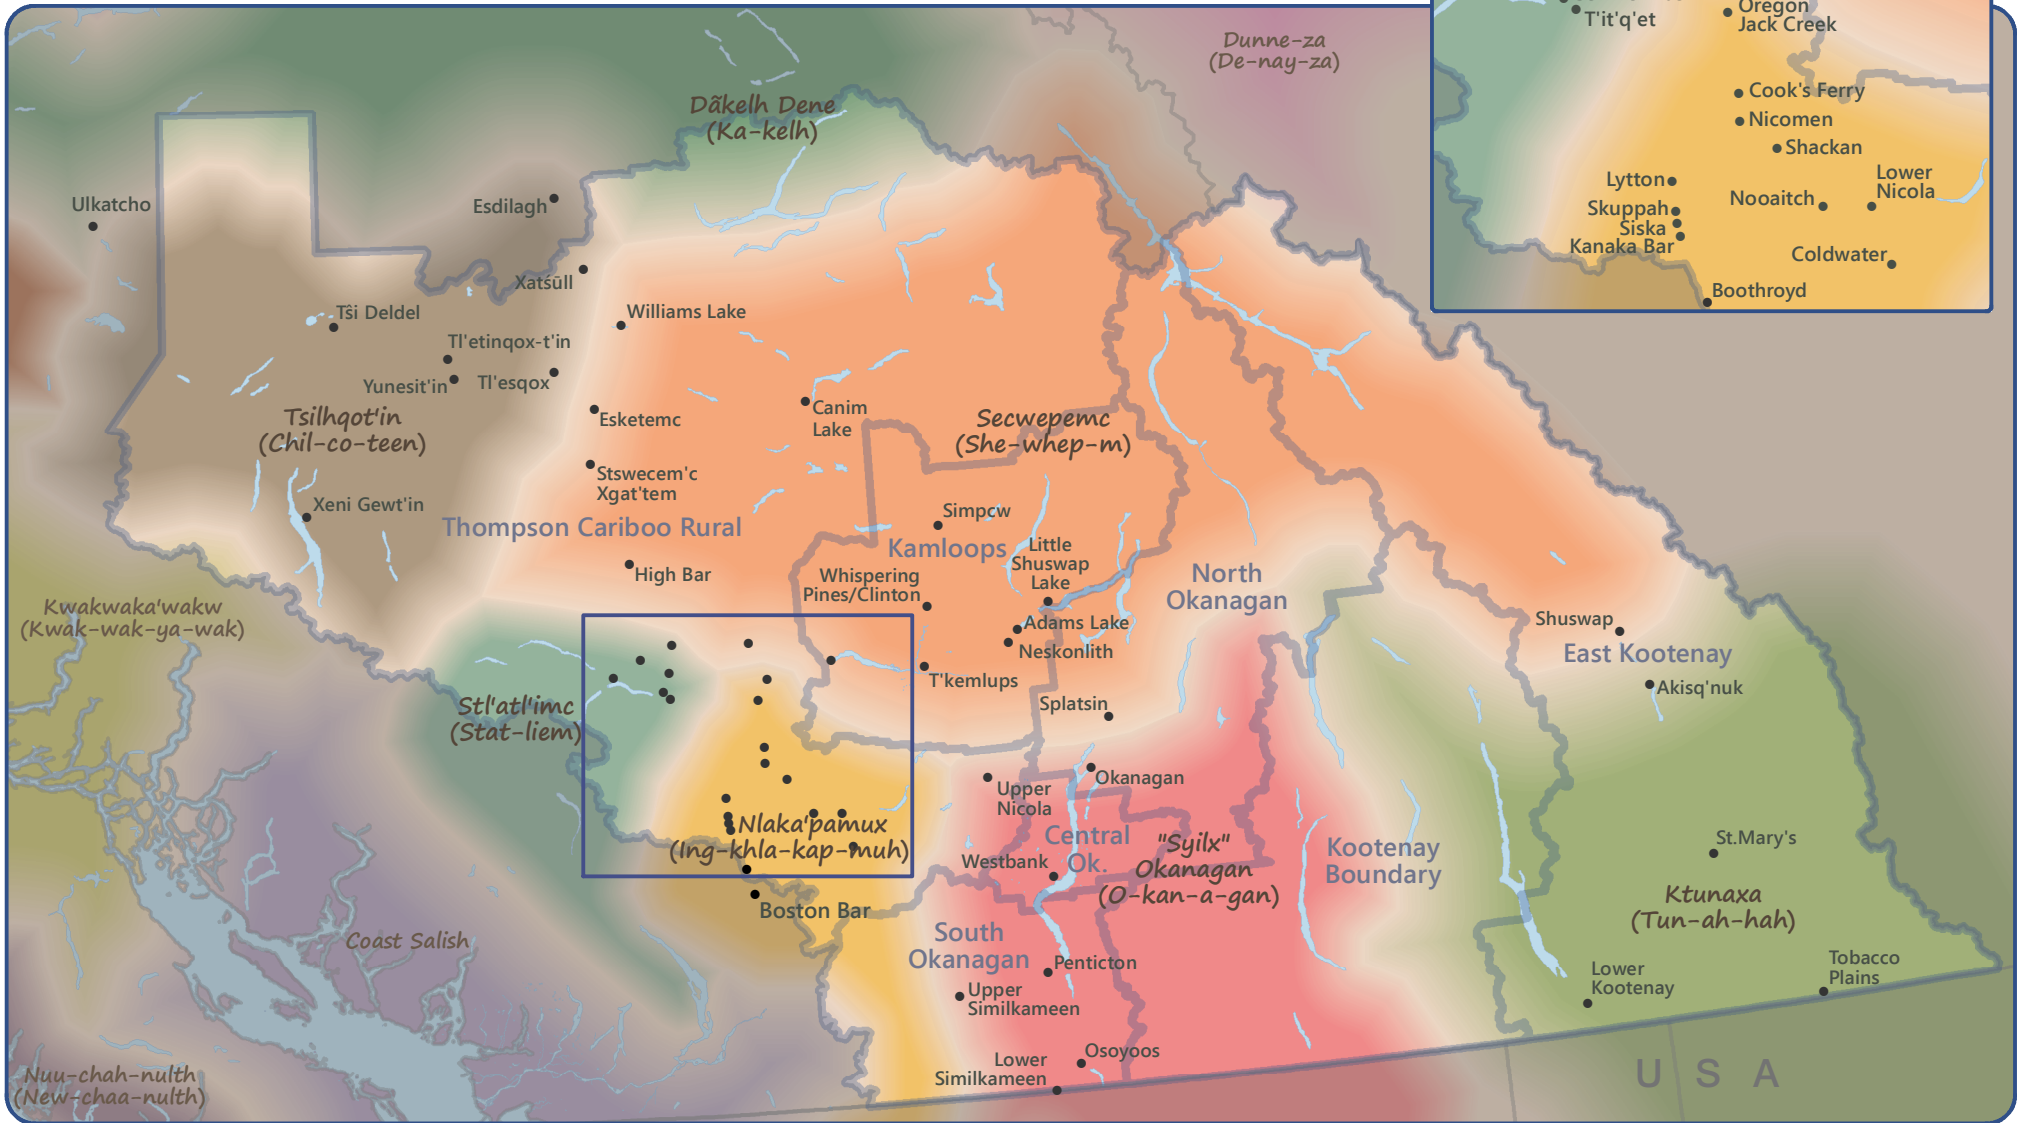 Dunne-za
(De-nay-za)
T'it'q'et
Oregon
Jack Creek
Cook's Ferry
Nicomen
Shackan
Lytton
Lower
Nicola
Nooaitch
Skuppah
Siska
Kanaka Bar
Coldwater
Boothroyd
Dãkelh Dene
(Ka-kelh)
Ulkatcho
Esdilagh
Xatśūll
Tŝi Deldel
Williams Lake
Tl'etinqox-t'in
Yunesit'in
Tl'esqox
Tsilhqot'in
(Chil-co-teen)
Esketemc
Canim
Lake
Secwepemc
(She-whep-m)
Stswecem'c
Xgat'tem
Xeni Gewt'in
Thompson Cariboo Rural
Simpcw
Kamloops
Little
Shuswap
Lake
High Bar
Whispering
Pines/Clinton
North
Okanagan
Kwakwaka'wakw
(Kwak-wak-ya-wak)
Adams Lake
Neskonlith
Shuswap
East Kootenay
T'kemlups
Akisq'nuk
Stl'atl'imc
(Stat-liem)
Splatsin
Upper
Nicola
Okanagan
Nlaka'pamux
(Ing-khla-kap-muh)
Central
Ok.
Westbank
"Syilx"
Okanagan
(O-kan-a-gan)
Kootenay
Boundary
St.Mary's
Ktunaxa
(Tun-ah-hah)
Boston Bar
Coast Salish
South
Okanagan
Penticton
Upper
Similkameen
Lower
Kootenay
Tobacco
Plains
Osoyoos
Lower
Similkameen
Nuu-chah-nulth
(New-chaa-nulth)
USA